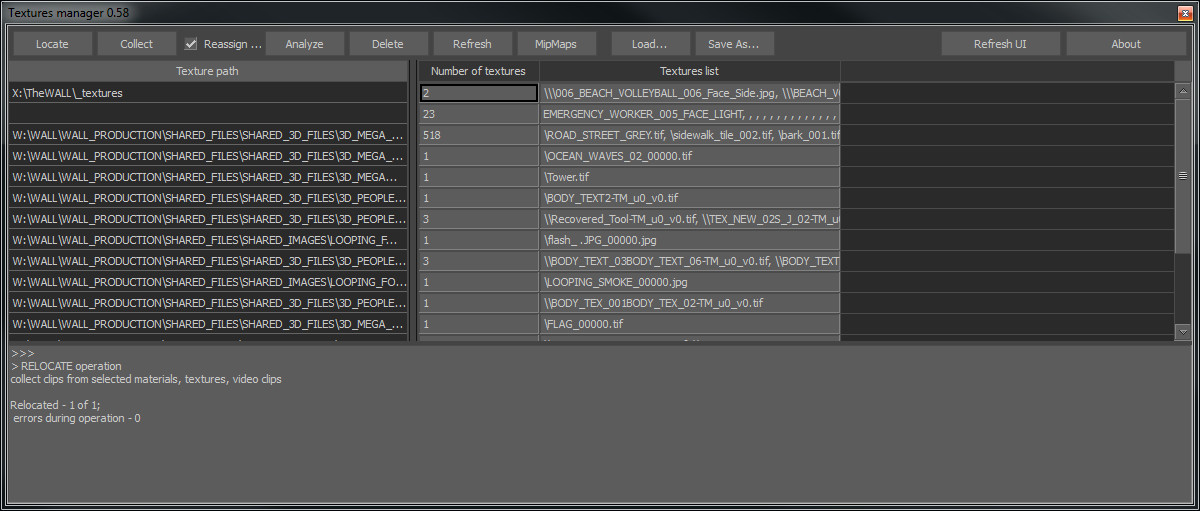 Textures manager 0.58
Locate Collect Reassign ... Analyze Delete Refresh MipMaps Load... Save As... Refresh UI About
Texture path Number of textures Textures list
X:\TheWALL\_textures 2 \\\006_BEACH_VOLLEYBALL_006_Face_Side.jpg, \\\BEACH_V
23 EMERGENCY_WORKER_005_FACE_LIGHT, , , , , , , , , , , , , ,
W:\WALL\WALL_PRODUCTION\SHARED_FILES\SHARED_3D_FILES\3D_MEGA_... 518 \ROAD_STREET_GREY.tif, \sidewalk_tile_002.tif, \bark_001.tif
W:\WALL\WALL_PRODUCTION\SHARED_FILES\SHARED_3D_FILES\3D_MEGA_... 1 \OCEAN_WAVES_02_00000.tif
W:\WALL\WALL_PRODUCTION\SHARED_FILES\SHARED_3D_FILES\3D_MEGA... 1 \Tower.tif
W:\WALL\WALL_PRODUCTION\SHARED_FILES\SHARED_3D_FILES\3D_PEOPLE... 1 \BODY_TEXT2-TM_u0_v0.tif
W:\WALL\WALL_PRODUCTION\SHARED_FILES\SHARED_3D_FILES\3D_PEOPLE... 3 \\Recovered_Tool-TM_u0_v0.tif, \\TEX_NEW_02S_J_02-TM_u0
W:\WALL\WALL_PRODUCTION\SHARED_FILES\SHARED_IMAGES\LOOPING_F... 1 \flash_ .JPG_00000.jpg
W:\WALL\WALL_PRODUCTION\SHARED_FILES\SHARED_3D_FILES\3D_PEOPLE... 3 \\BODY_TEXT_03BODY_TEXT_06-TM_u0_v0.tif, \\BODY_TEXT
W:\WALL\WALL_PRODUCTION\SHARED_FILES\SHARED_IMAGES\LOOPING_FO... 1 \LOOPING_SMOKE_00000.jpg
W:\WALL\WALL_PRODUCTION\SHARED_FILES\SHARED_3D_FILES\3D_PEOPLE... 1 \\BODY_TEX_001BODY_TEX_02-TM_u0_v0.tif
W:\WALL\WALL_PRODUCTION\SHARED_FILES\SHARED_3D_FILES\3D_MEGA_... 1 \FLAG_00000.tif
>>>
> RELOCATE operation
collect clips from selected materials, textures, video clips
Relocated - 1 of 1;
errors during operation - 0